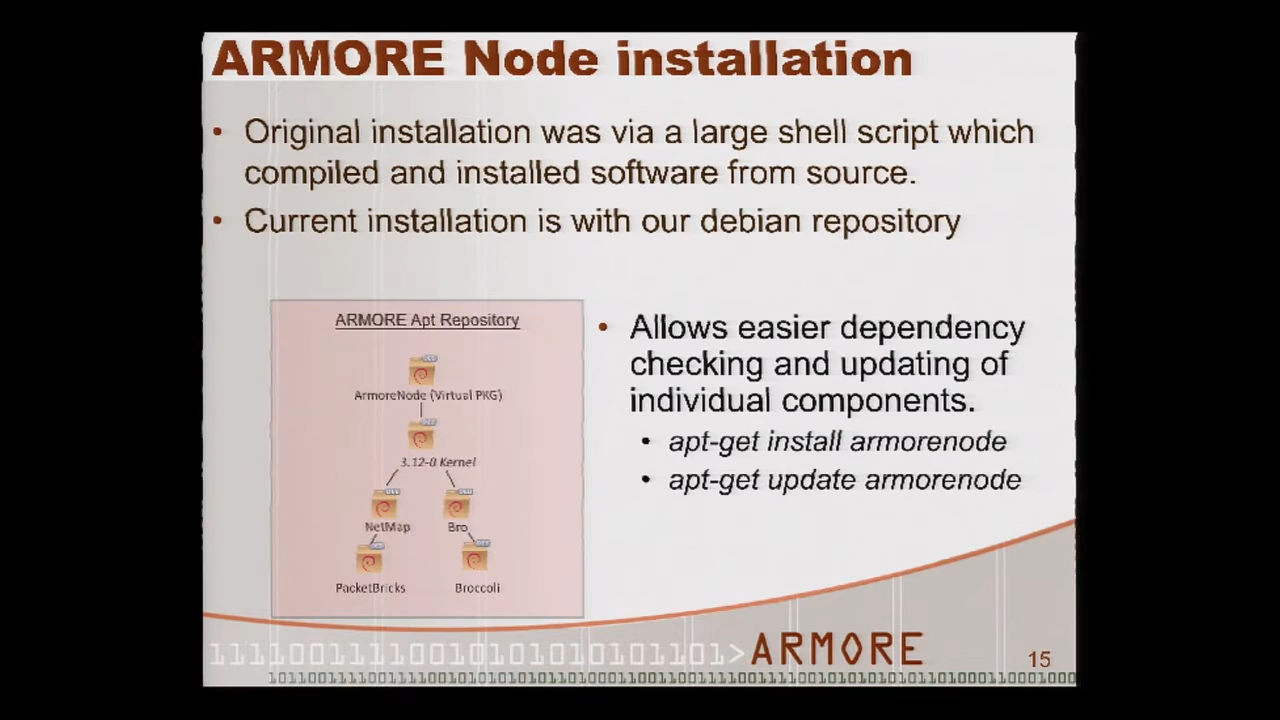 ARMORE Node installation
• Original installation was via a large shell script which
compiled and installed software from source.
• Current installation is with our debian repository
ARMORE Apt Repository
ArmoreNode (Virtual PKG)
3.12-0 Kernel
NetMap
Bro
PacketBricks
Broccoli
• Allows easier dependency
checking and updating of
individual components.
• apt-get install armorenode
• apt-get update armorenode
ARMORE
15